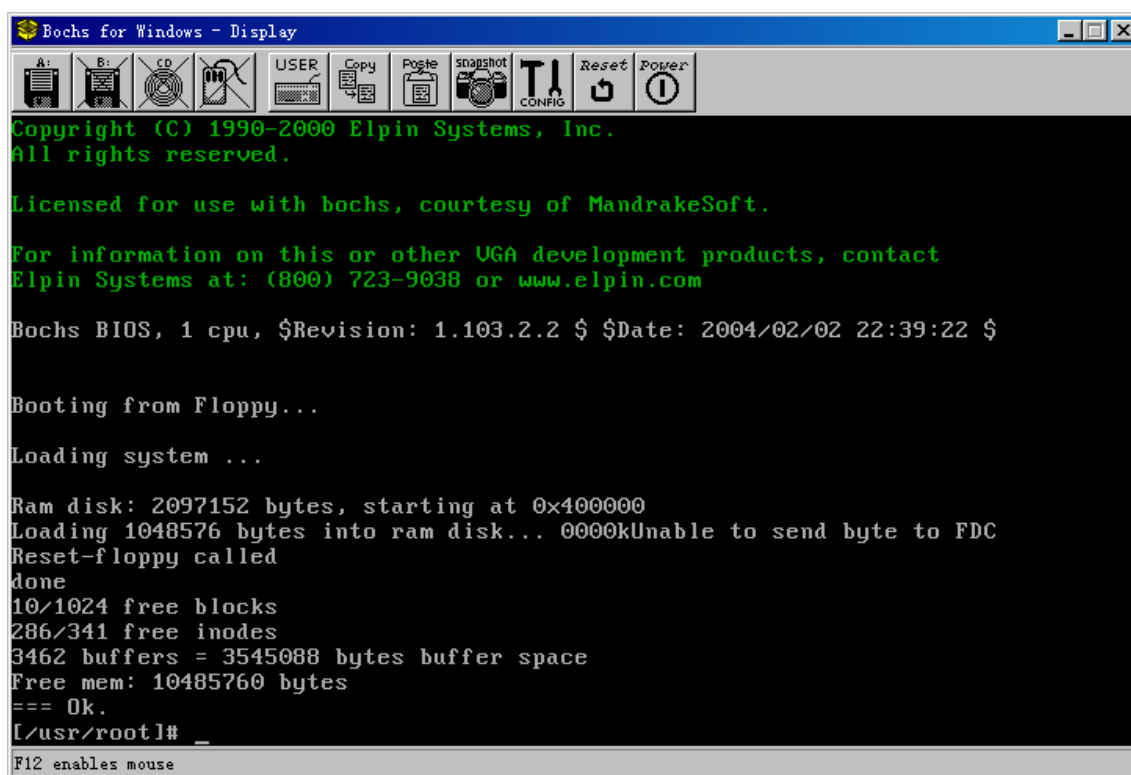 Bochs for Windows - Display
A: B: CD USER Copy Paste snapshot CONFIG Reset Power
Copyright (C) 1990-2000 Elpin Systems, Inc.
All rights reserved.
Licensed for use with bochs, courtesy of MandrakeSoft.
For information on this or other VGA development products, contact
Elpin Systems at: (800) 723-9038 or www.elpin.com
Bochs BIOS, 1 cpu, $Revision: 1.103.2.2 $ $Date: 2004/02/02 22:39:22 $
Booting from Floppy...
Loading system ...
Ram disk: 2097152 bytes, starting at 0x400000
Loading 1048576 bytes into ram disk... 0000kUnable to send byte to FDC
Reset-floppy called
done
10/1024 free blocks
286/341 free inodes
3462 buffers = 3545088 bytes buffer space
Free mem: 10485760 bytes
=== Ok.
[/usr/root]# _
F12 enables mouse